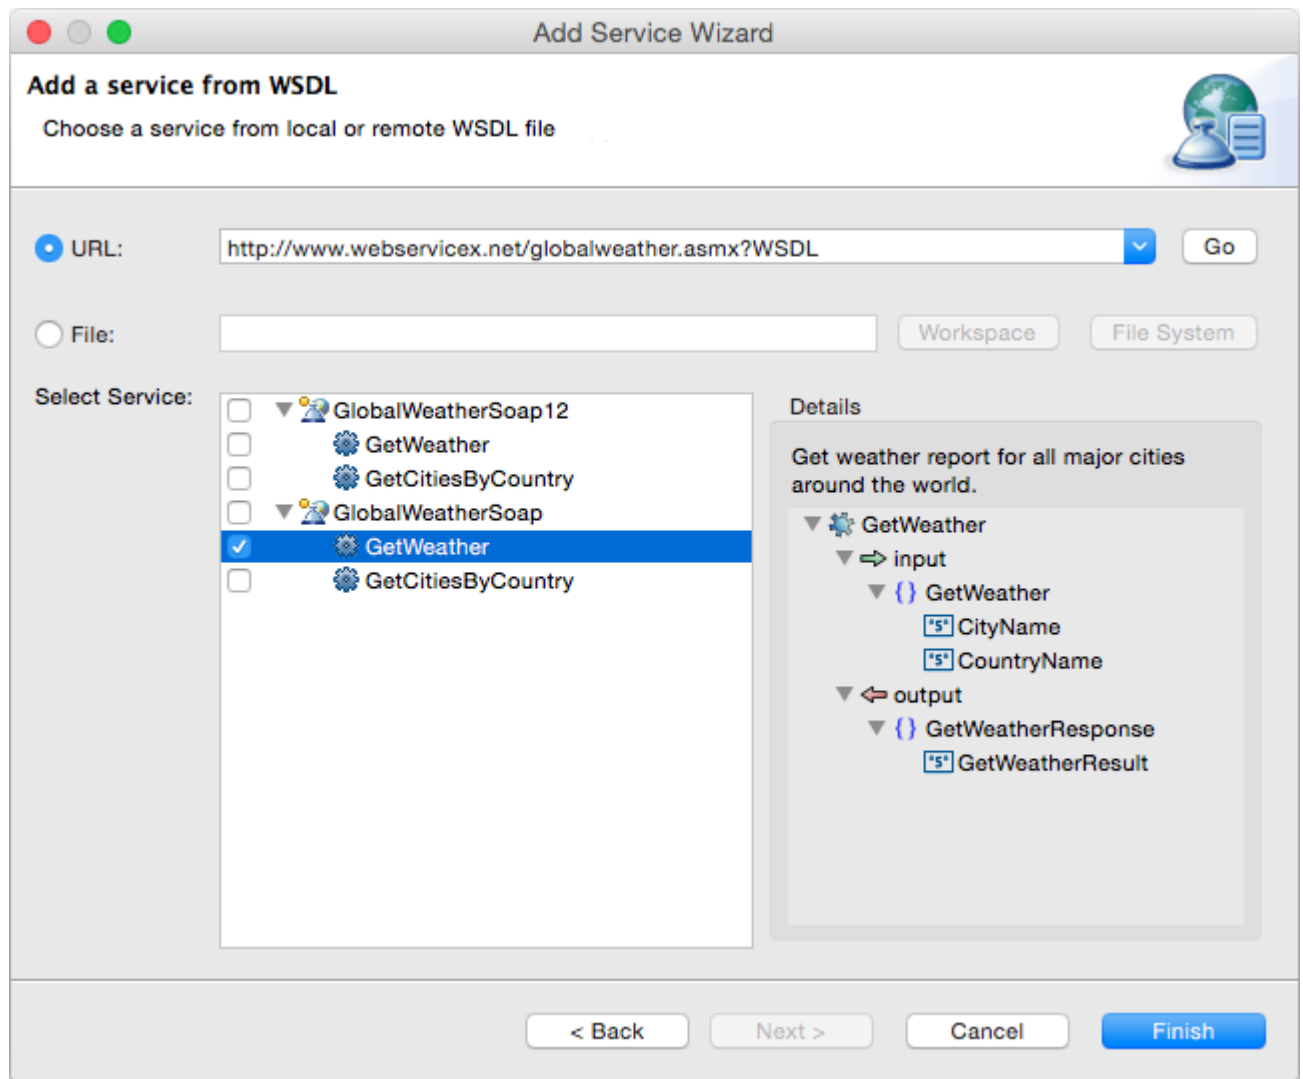 Add Service Wizard
Add a service from WSDL
Choose a service from local or remote WSDL file
URL: http://www.webservicex.net/globalweather.asmx?WSDL Go
File: Workspace File System
Select Service:
GlobalWeatherSoap12
GetWeather
GetCitiesByCountry
GlobalWeatherSoap
GetWeather
GetCitiesByCountry
Details
Get weather report for all major cities
around the world.
GetWeather
input
{} GetWeather
"S" CityName
"S" CountryName
output
{} GetWeatherResponse
"S" GetWeatherResult
< Back Next > Cancel Finish